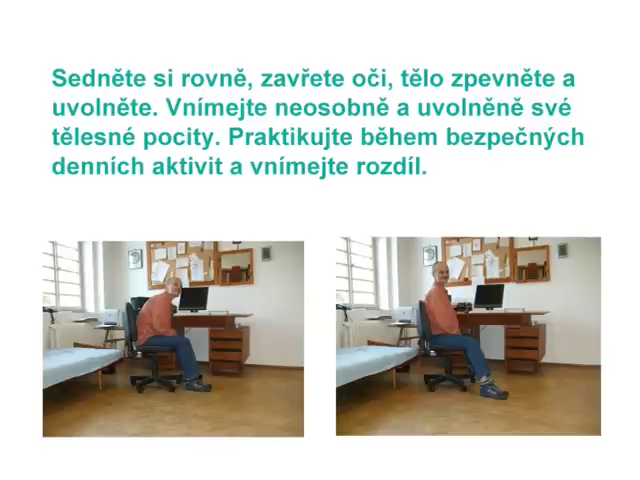 Sedněte si rovně, zavřete oči, tělo zpevněte a
uvolněte. Vnímejte neosobně a uvolněně své
tělesné pocity. Praktikujte během bezpečných
denních aktivit a vnímejte rozdíl.